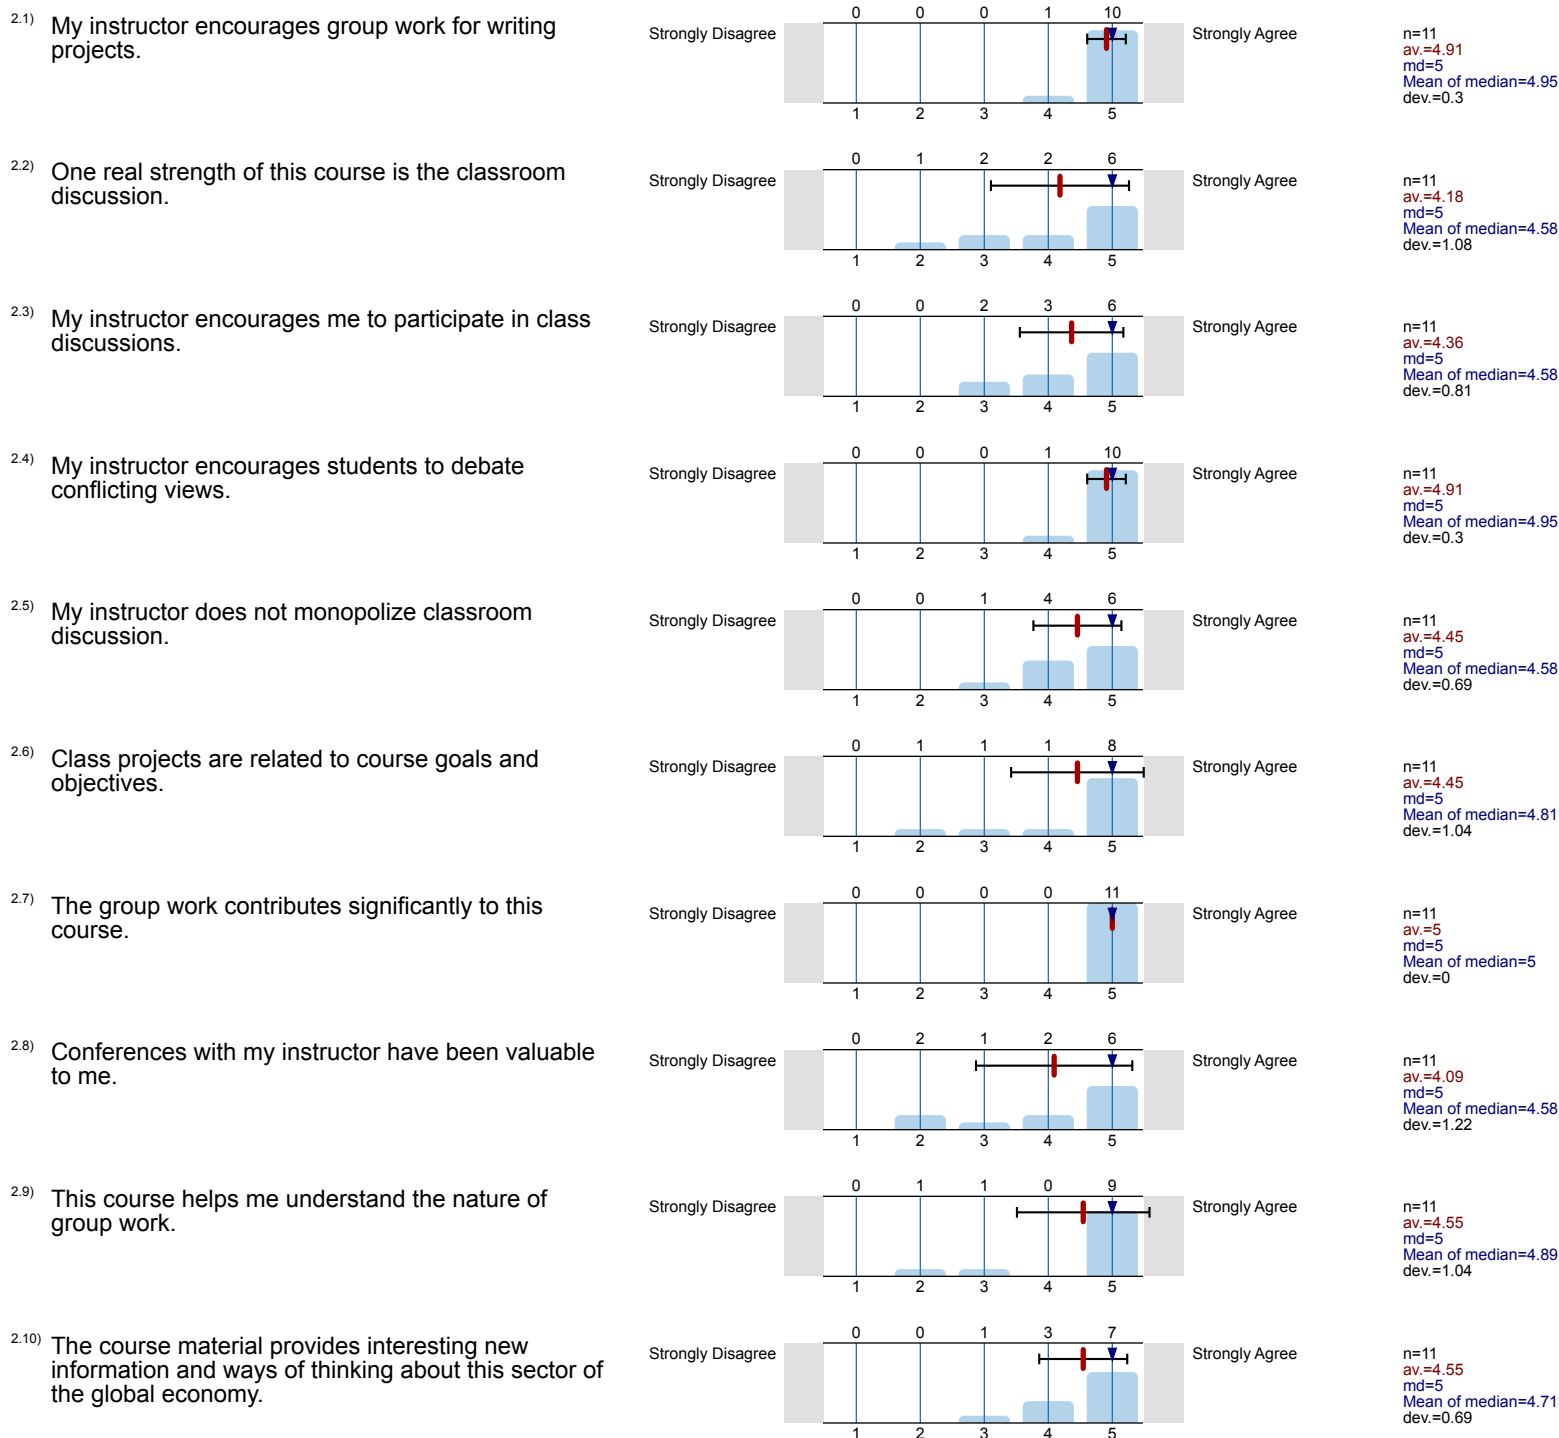 2.1) My instructor encourages group work for writing
projects.
Strongly Disagree
0 0 0 1 10
1 2 3 4 5
Strongly Agree
n=11
av.=4.91
md=5
Mean of median=4.95
dev.=0.3
2.2) One real strength of this course is the classroom
discussion.
Strongly Disagree
0 1 2 2 6
1 2 3 4 5
Strongly Agree
n=11
av.=4.18
md=5
Mean of median=4.58
dev.=1.08
2.3) My instructor encourages me to participate in class
discussions.
Strongly Disagree
0 0 2 3 6
1 2 3 4 5
Strongly Agree
n=11
av.=4.36
md=5
Mean of median=4.58
dev.=0.81
2.4) My instructor encourages students to debate
conflicting views.
Strongly Disagree
0 0 0 1 10
1 2 3 4 5
Strongly Agree
n=11
av.=4.91
md=5
Mean of median=4.95
dev.=0.3
2.5) My instructor does not monopolize classroom
discussion.
Strongly Disagree
0 0 1 4 6
1 2 3 4 5
Strongly Agree
n=11
av.=4.45
md=5
Mean of median=4.58
dev.=0.69
2.6) Class projects are related to course goals and
objectives.
Strongly Disagree
0 1 1 1 8
1 2 3 4 5
Strongly Agree
n=11
av.=4.45
md=5
Mean of median=4.81
dev.=1.04
2.7) The group work contributes significantly to this
course.
Strongly Disagree
0 0 0 0 11
1 2 3 4 5
Strongly Agree
n=11
av.=5
md=5
Mean of median=5
dev.=0
2.8) Conferences with my instructor have been valuable
to me.
Strongly Disagree
0 2 1 2 6
1 2 3 4 5
Strongly Agree
n=11
av.=4.09
md=5
Mean of median=4.58
dev.=1.22
2.9) This course helps me understand the nature of
group work.
Strongly Disagree
0 1 1 0 9
1 2 3 4 5
Strongly Agree
n=11
av.=4.55
md=5
Mean of median=4.89
dev.=1.04
2.10) The course material provides interesting new
information and ways of thinking about this sector of
the global economy.
Strongly Disagree
0 0 1 3 7
1 2 3 4 5
Strongly Agree
n=11
av.=4.55
md=5
Mean of median=4.71
dev.=0.69